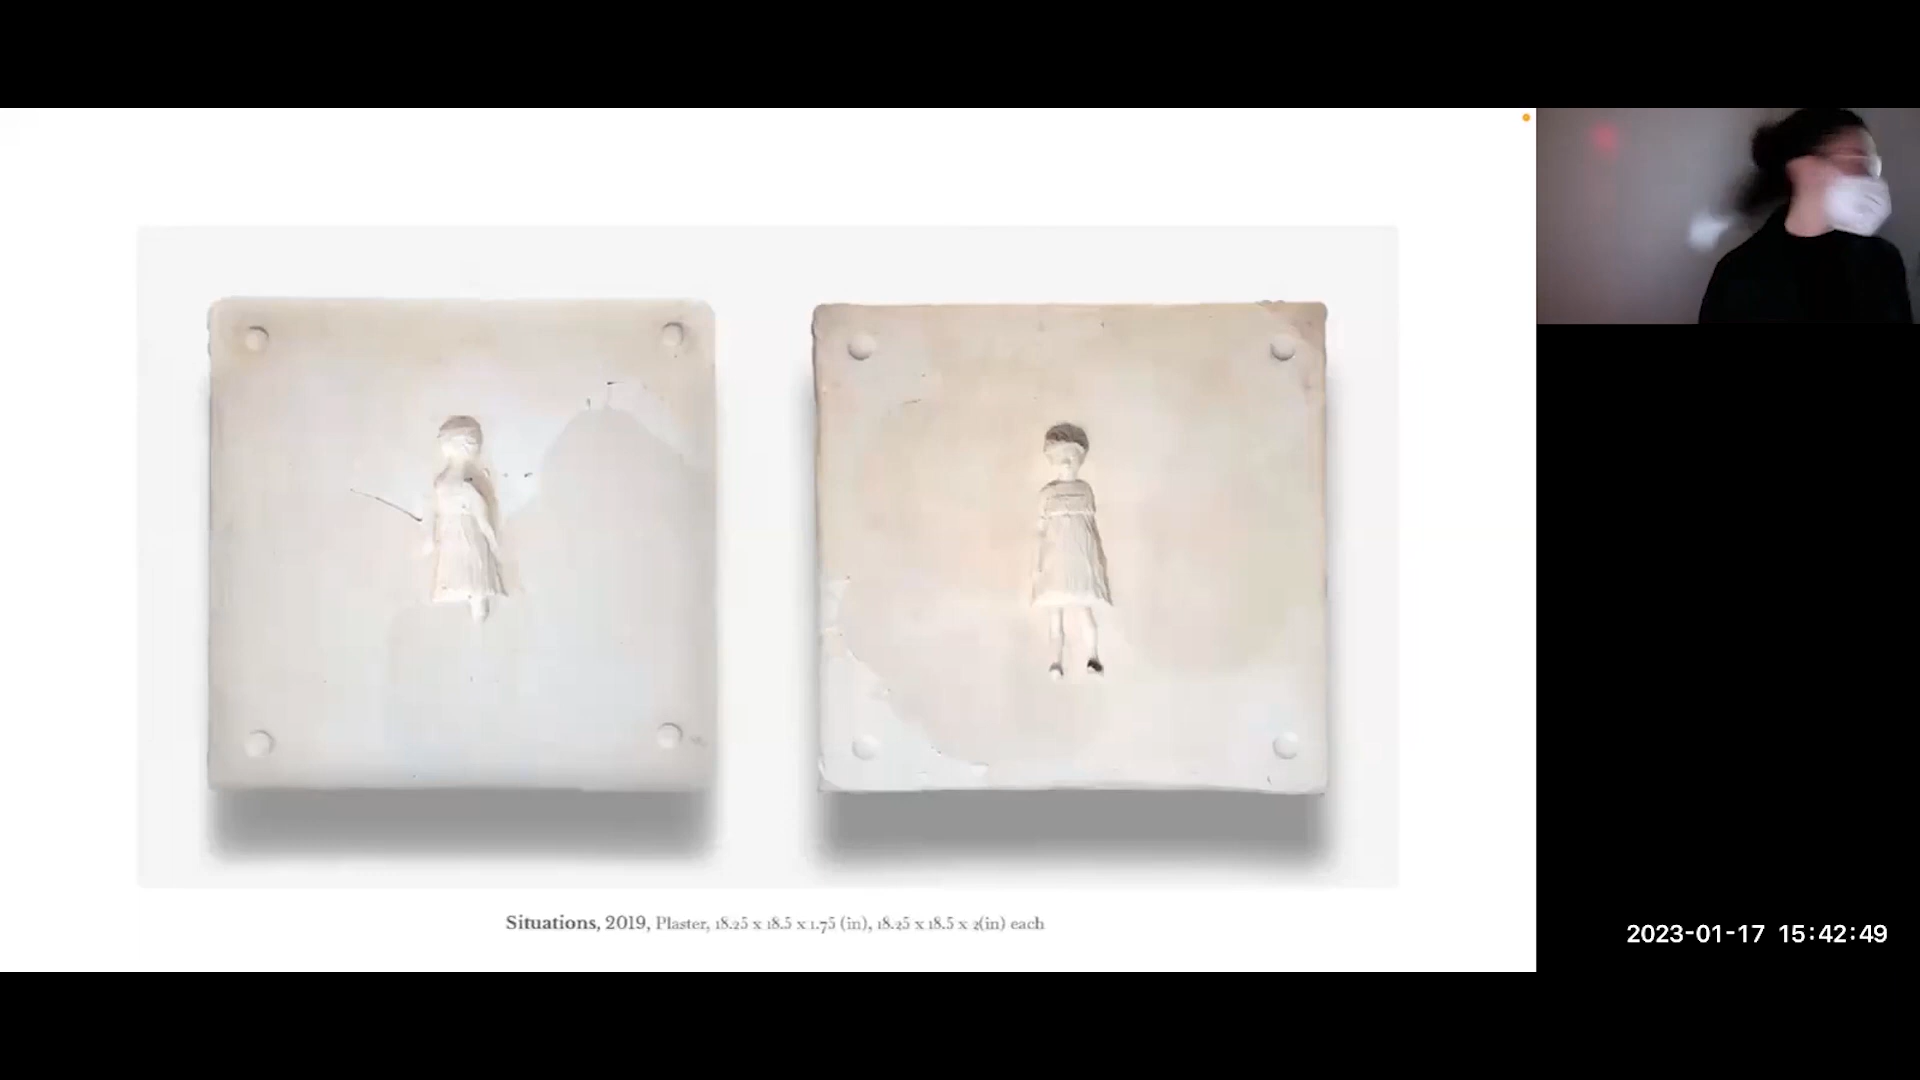 Situations, 2019, Plaster, 18.25 x 18.5 x 1.75 (in), 18.25 x 18.5 x 2(in) each
2023-01-17 15:42:49